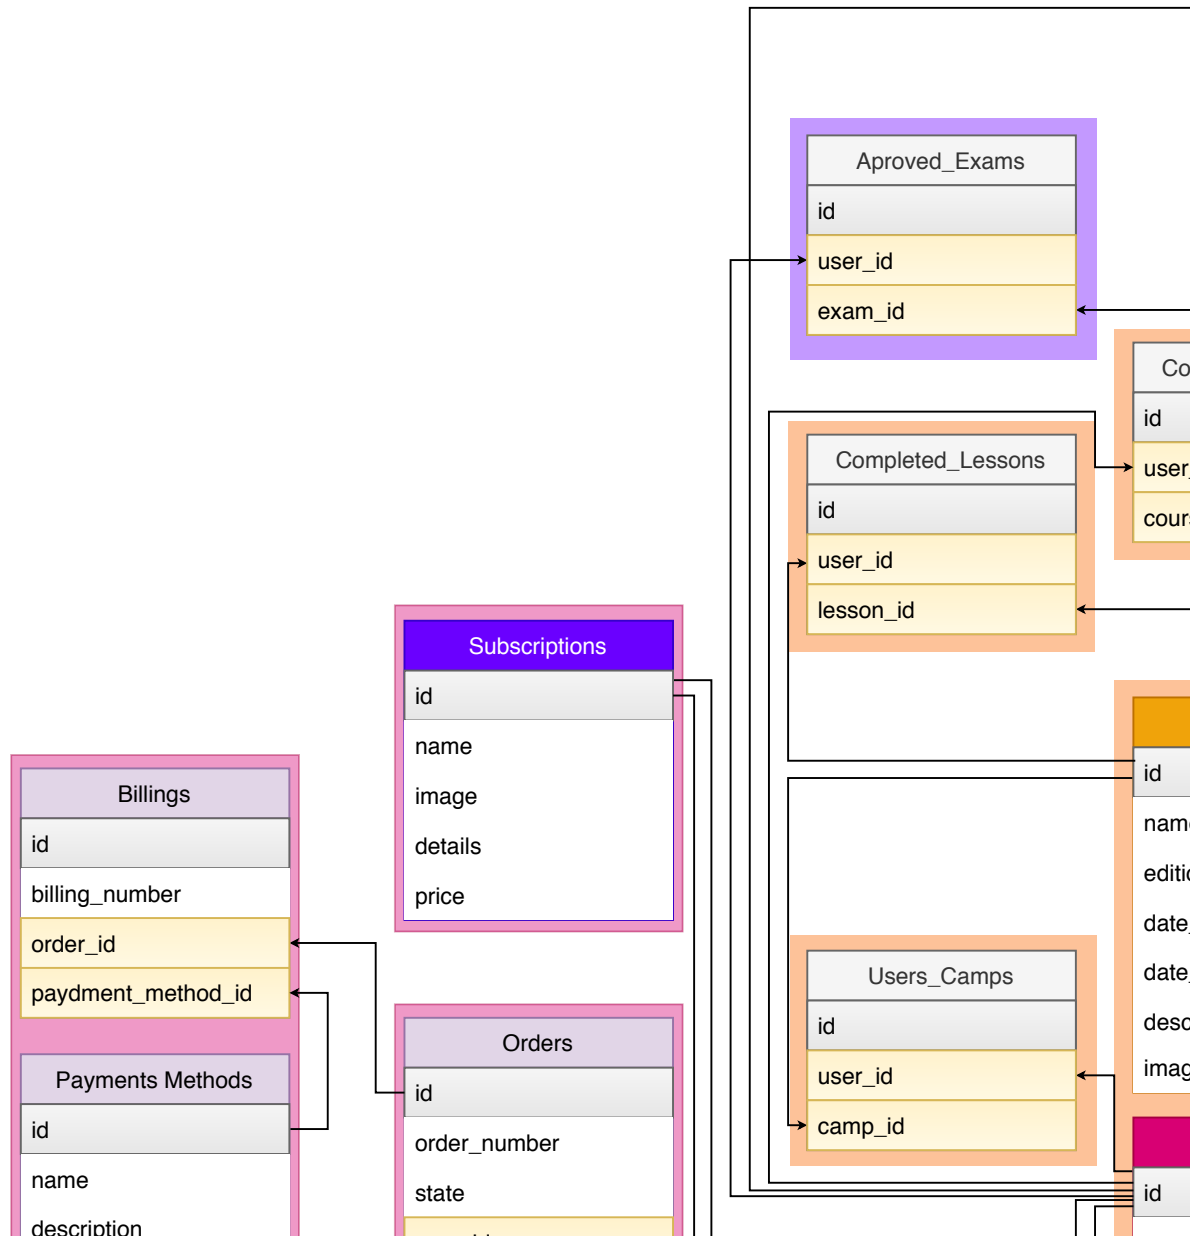 Aproved_Exams
id
user_id
exam_id
id
Completed_Lessons
id
user_id
lesson_id
Subscriptions
id
name
image
details
price
id
Billings
id
billing_number
order_id
paydment_method_id
Payments Methods
id
name
description
Orders
id
order_number
state
Users_Camps
id
user_id
camp_id
id